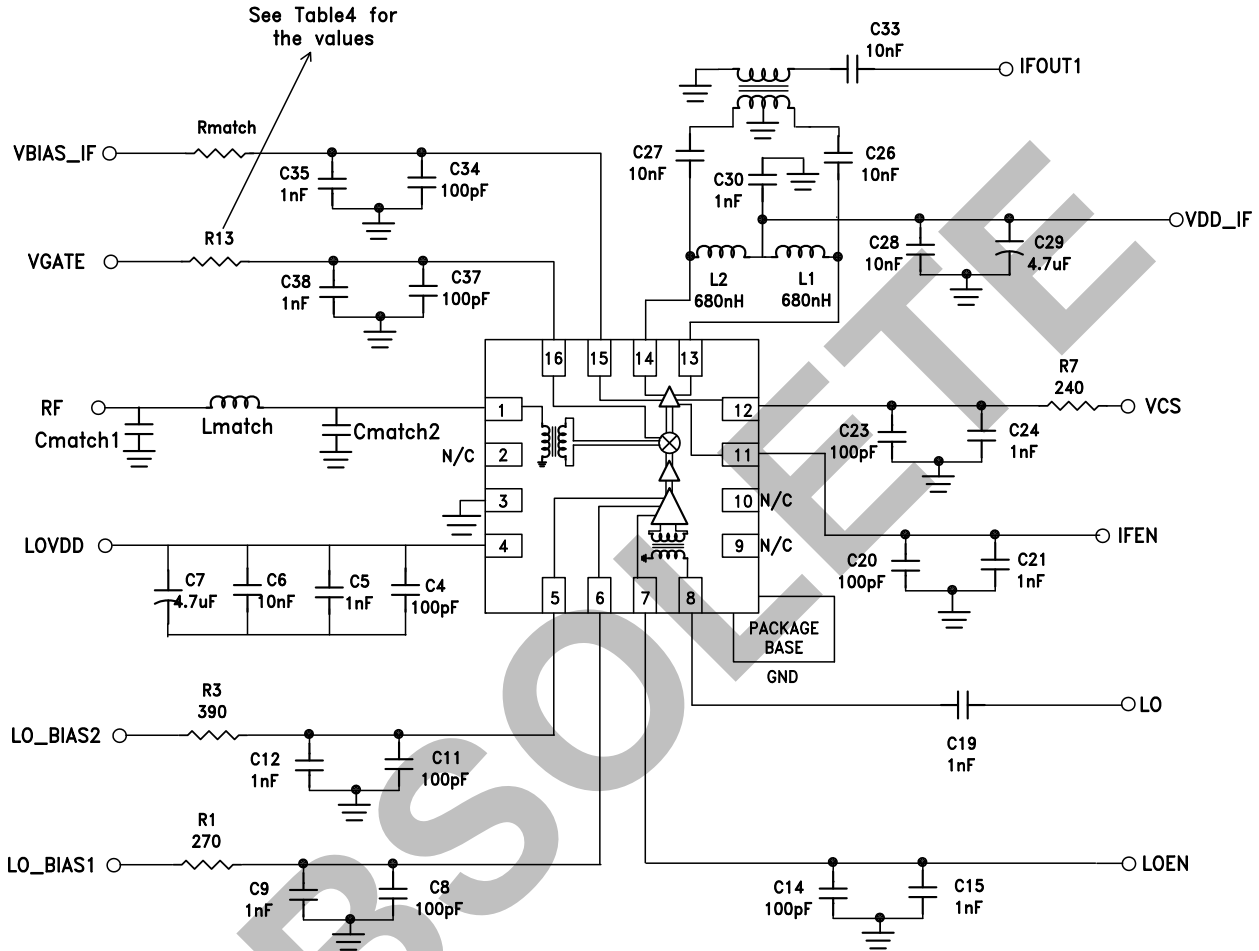 See Table4 for
the values
C33
10nF
IFOUT1
Rmatch
VBIAS_IF
C35
1nF
C34
100pF
C27
10nF
C30
1nF
C26
10nF
R13
VGATE
C38
1nF
C37
100pF
VDD_IF
C28
10nF
C29
4.7uF
L2
680nH
L1
680nH
16
15
14
13
R7
240
RF
Cmatch1
Lmatch
Cmatch2
1
12
VCS
C23
100pF
C24
1nF
N/C
2
11
3
10
N/C
LOVDD
4
9
N/C
IFEN
C20
100pF
C21
1nF
C7
4.7uF
C6
10nF
C5
1nF
C4
100pF
5
6
7
8
PACKAGE
BASE
GND
R3
390
LO_BIAS2
C12
1nF
C11
100pF
LO
C19
1nF
R1
270
LO_BIAS1
C9
1nF
C8
100pF
LOEN
C14
100pF
C15
1nF
BSOLETE